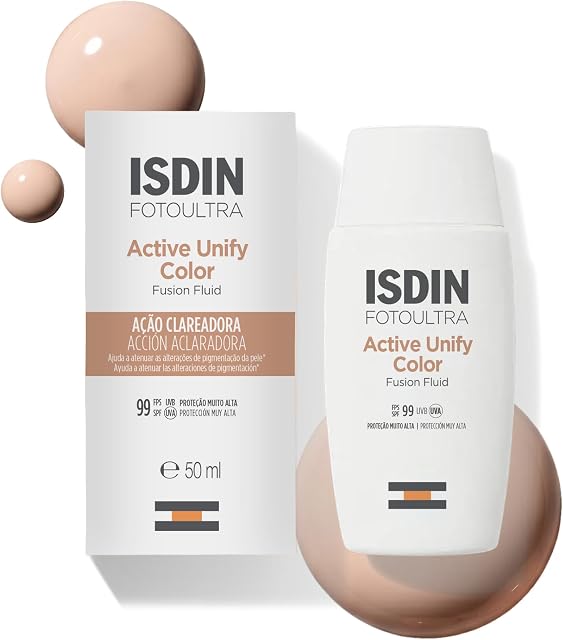 ISDIN
FOTOULTRA
Active Unify
Color
Fusion Fluid
AÇÃO CLAREADORA
ACCIÓN ACLARADORA
Ajuda a atenuar as alterações de pigmentação da pele*
Ayuda a atenuar las alteraciones de pigmentación*
99 FPS UVB PROTEÇÃO MUITO ALTA
SPF UVA PROTECCIÓN MUY ALTA
℮ 50 ml
ISDIN
FOTOULTRA
Active Unify
Color
Fusion Fluid
FPS 99 UVB UVA
SPF
PROTEÇÃO MUITO ALTA | PROTECCIÓN MUY ALTA